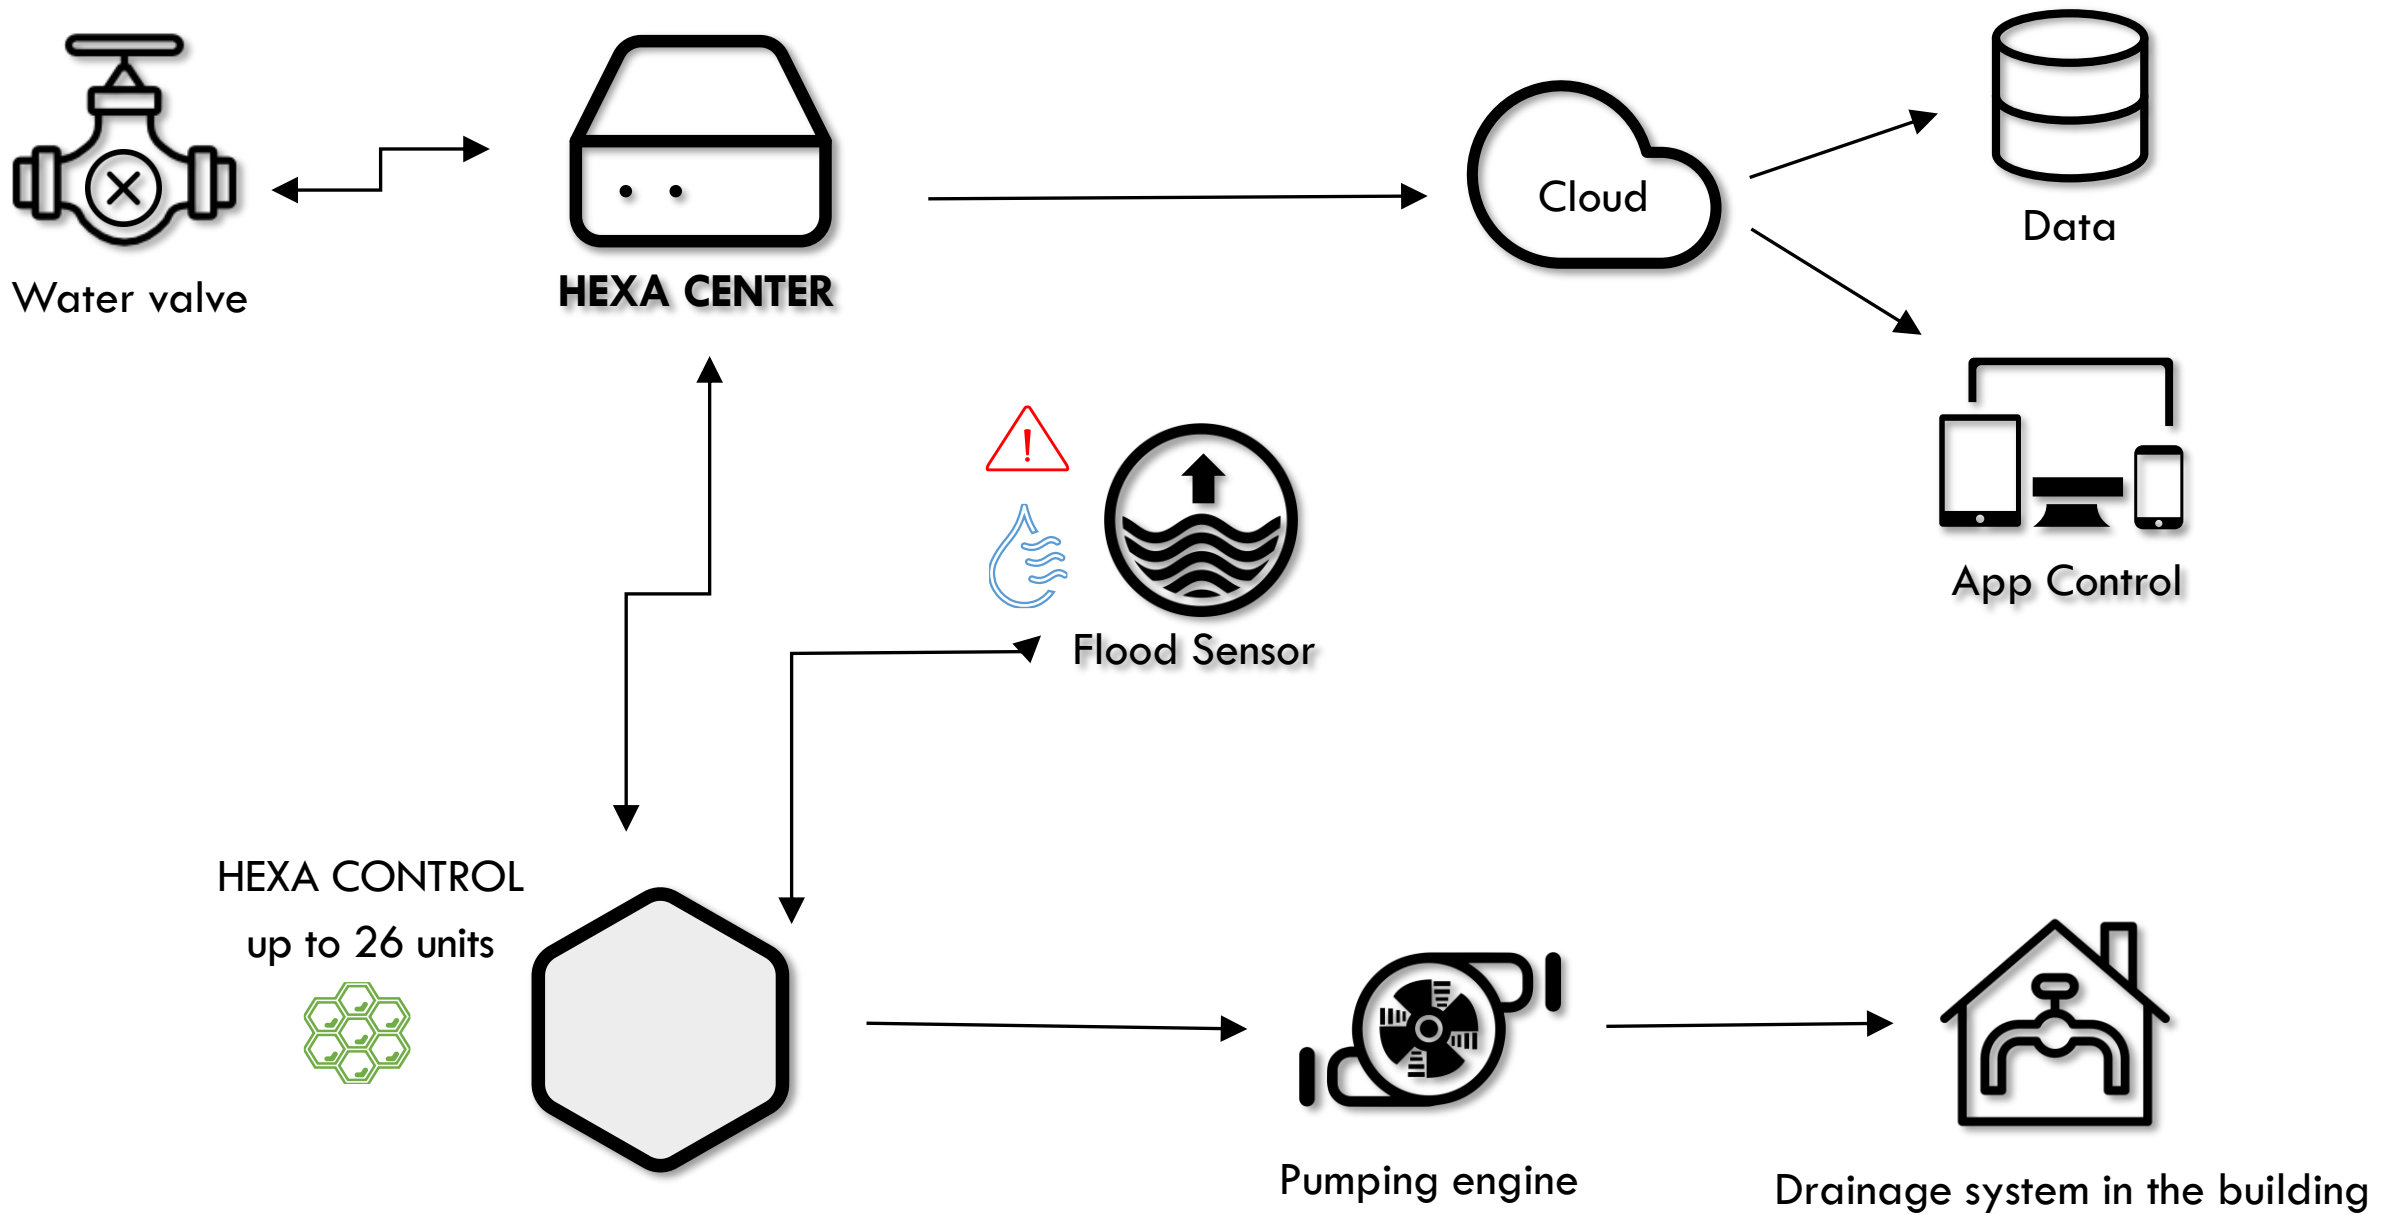 Water valve
HEXA CENTER
Cloud
Data
App Control
Flood Sensor
HEXA CONTROL
up to 26 units
Pumping engine
Drainage system in the building